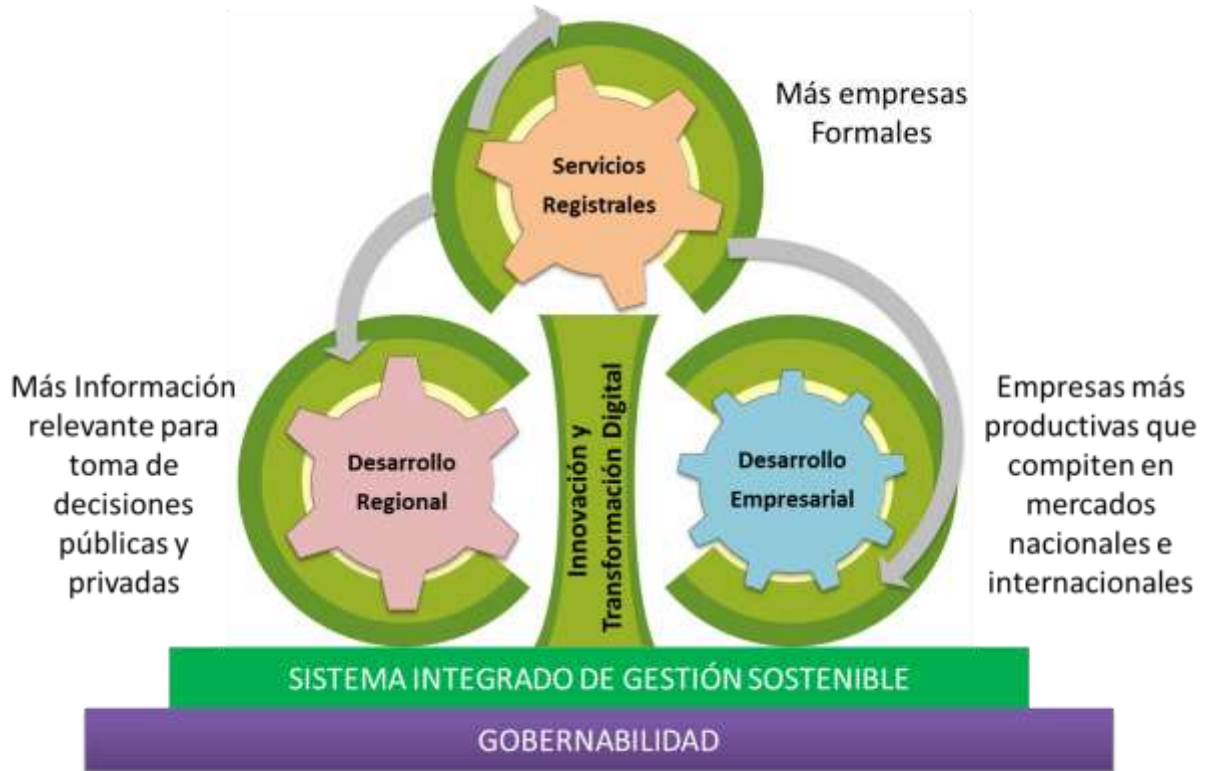 Más empresas
Formales
Servicios
Registrales
Más Información
relevante para
toma de
decisiones
públicas y
privadas
Desarrollo
Regional
Innovación y
Transformación Digital
Desarrollo
Empresarial
Empresas más
productivas que
compiten en
mercados
nacionales e
internacionales
SISTEMA INTEGRADO DE GESTIÓN SOSTENIBLE
GOBERNABILIDAD